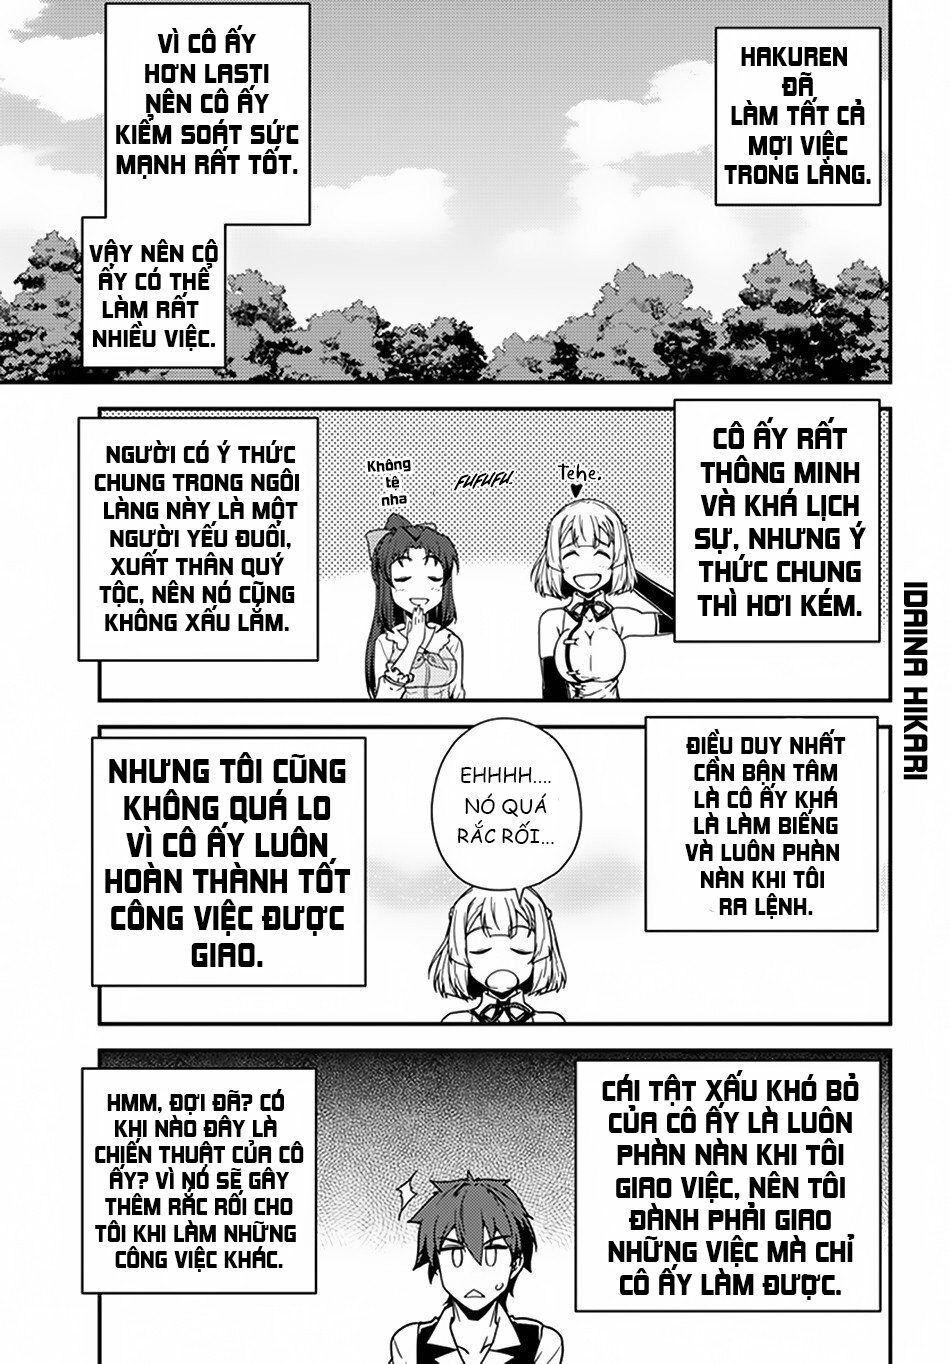 HAKUREN
ĐÃ
LÀM TẤT CẢ
MỌI VIỆC
TRONG LÀNG.
VÌ CÔ ẤY
HƠN LASTI
NÊN CÔ ẤY
KIỂM SOÁT SỨC
MẠNH RẤT TỐT.
VẬY NÊN CÔ
ẤY CÓ THỂ
LÀM RẤT
NHIỀU VIỆC.
CÔ ẤY RẤT
THÔNG MINH
VÀ KHÁ LỊCH
SỰ, NHƯNG Ý
THỨC CHUNG
THÌ HƠI KÉM.
Tehe,
FUFUFU.
Không
tệ
nha
NGƯỜI CÓ Ý THỨC
CHUNG TRONG NGÔI
LÀNG NÀY LÀ MỘT
NGƯỜI YẾU ĐUỐI,
XUẤT THÂN QUÝ
TỘC, NÊN NÓ CŨNG
KHÔNG XẤU LẮM.
IDAINA HIKARI
ĐIỀU DUY NHẤT
CẦN BẬN TÂM
LÀ CÔ ẤY KHÁ
LÀ LÀM BIẾNG
VÀ LUÔN PHÀN
NÀN KHI TÔI
RA LỆNH.
EHHHH....
NÓ QUÁ
RẮC RỐI...
NHƯNG TÔI CŨNG
KHÔNG QUÁ LO
VÌ CÔ ẤY LUÔN
HOÀN THÀNH TỐT
CÔNG VIỆC ĐƯỢC
GIAO.
CÁI TẬT XẤU KHÓ BỎ
CỦA CÔ ẤY LÀ LUÔN
PHÀN NÀN KHI TÔI
GIAO VIỆC, NÊN TÔI
ĐÀNH PHẢI GIAO
NHỮNG VIỆC MÀ CHỈ
CÔ ẤY LÀM ĐƯỢC.
HMM, ĐỢI ĐÃ? CÓ
KHI NÀO ĐÂY LÀ
CHIẾN THUẬT CỦA CÔ
ẤY? VÌ NÓ SẼ GÂY
THÊM RẮC RỐI CHO
TÔI KHI LÀM NHỮNG
CÔNG VIỆC KHÁC.